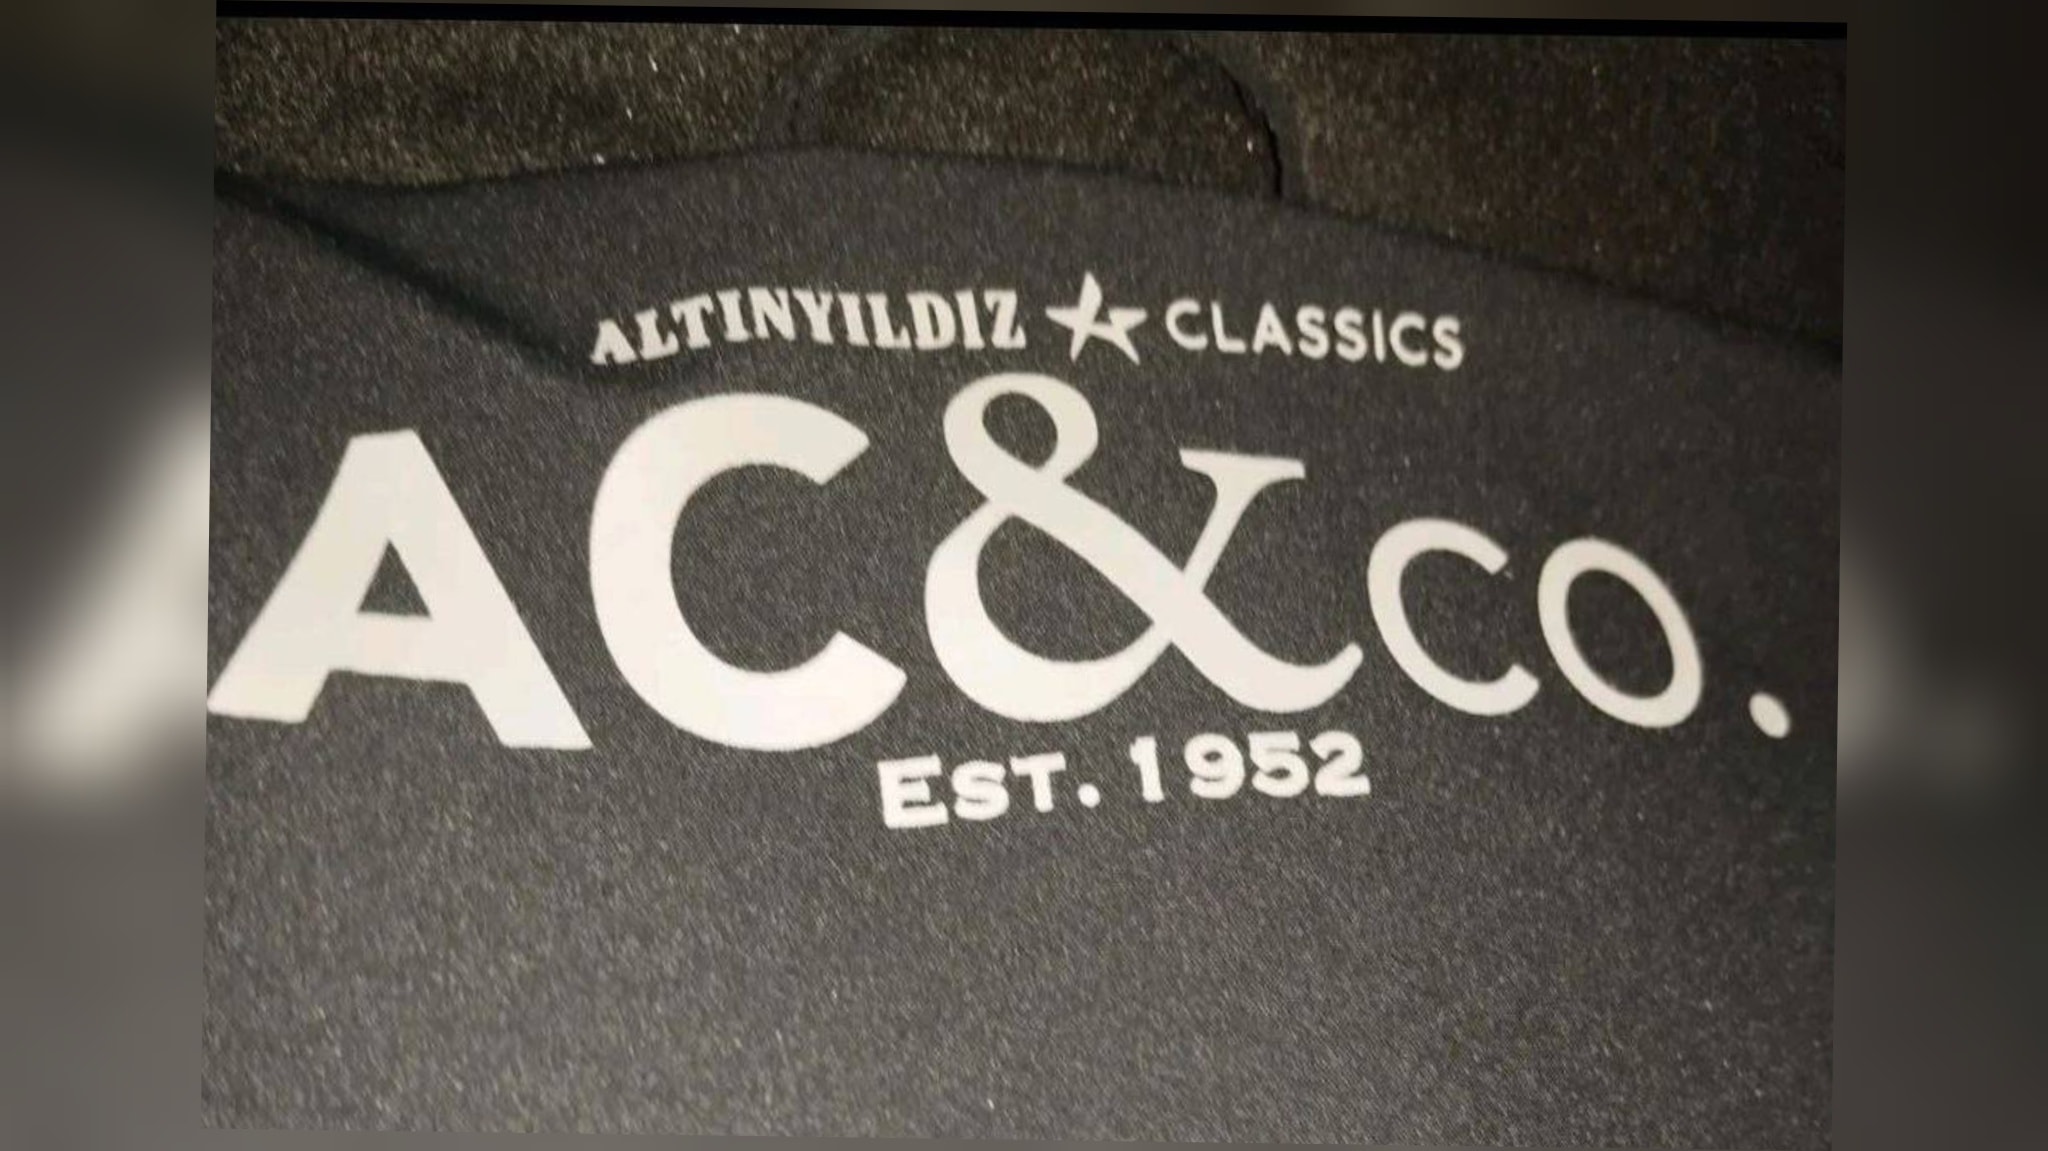 ALTINYILDIZ CLASSICS
AC&CO.
EST. 1952